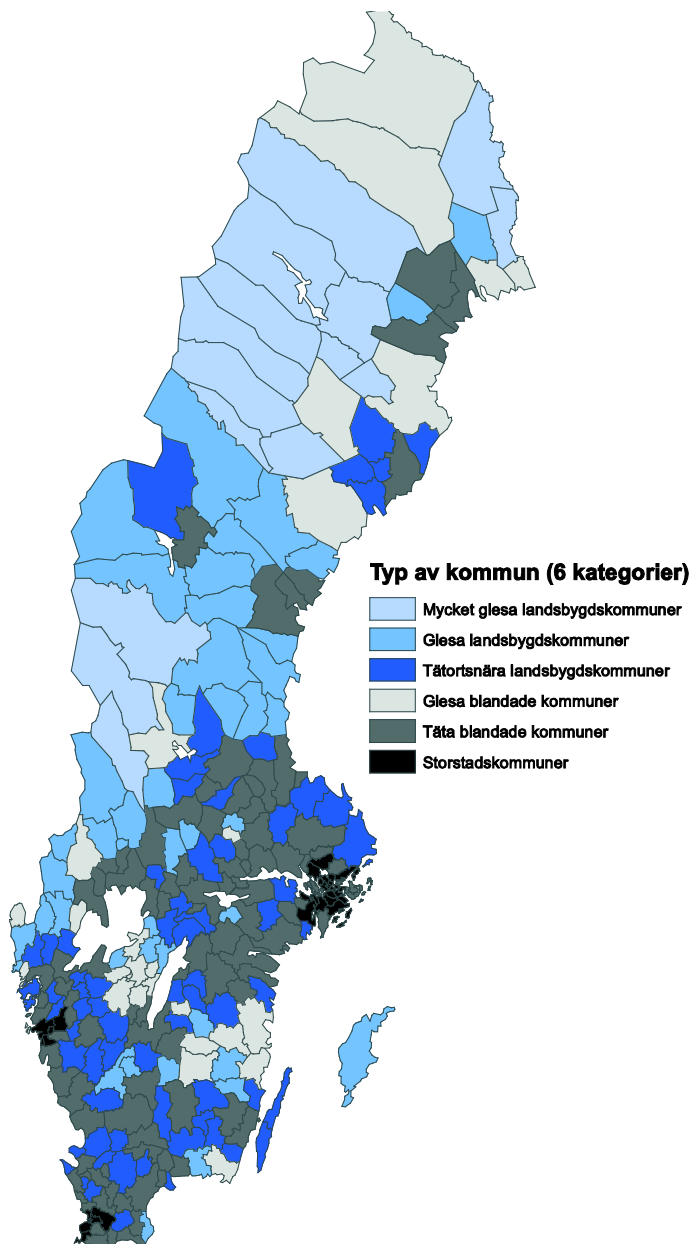 Typ av kommun (6 kategorier)
Mycket glesa landsbygdskommuner
Glesa landsbygdskommuner
Tätortsnära landsbygdskommuner
Glesa blandade kommuner
Täta blandade kommuner
Storstadskommuner